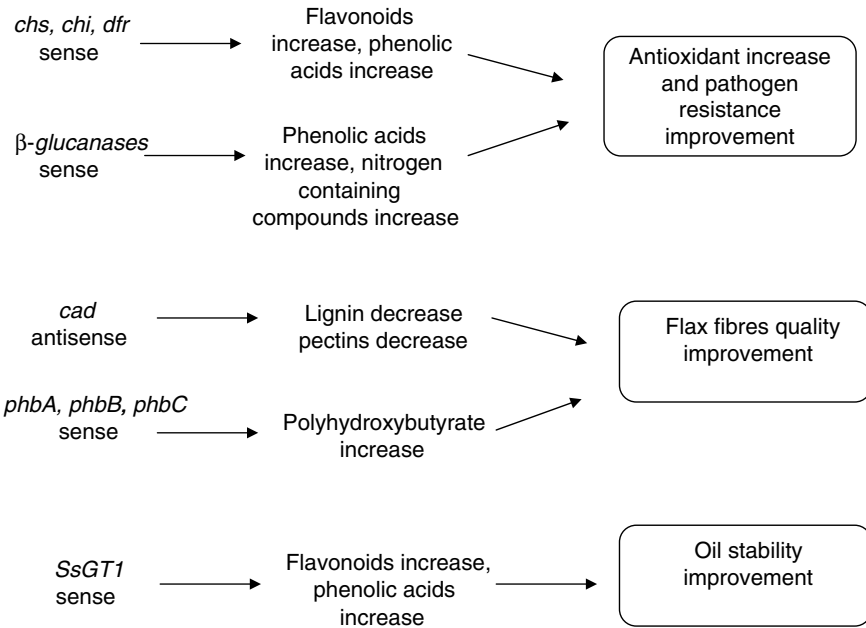 chs, chi, dfr
sense
Flavonoids
increase, phenolic
acids increase
Antioxidant increase
and pathogen
resistance
improvement
β-glucanases
sense
Phenolic acids
increase, nitrogen
containing
compounds increase
cad
antisense
Lignin decrease
pectins decrease
Flax fibres quality
improvement
phbA, phbB, phbC
sense
Polyhydroxybutyrate
increase
SsGT1
sense
Flavonoids increase,
phenolic acids
increase
Oil stability
improvement